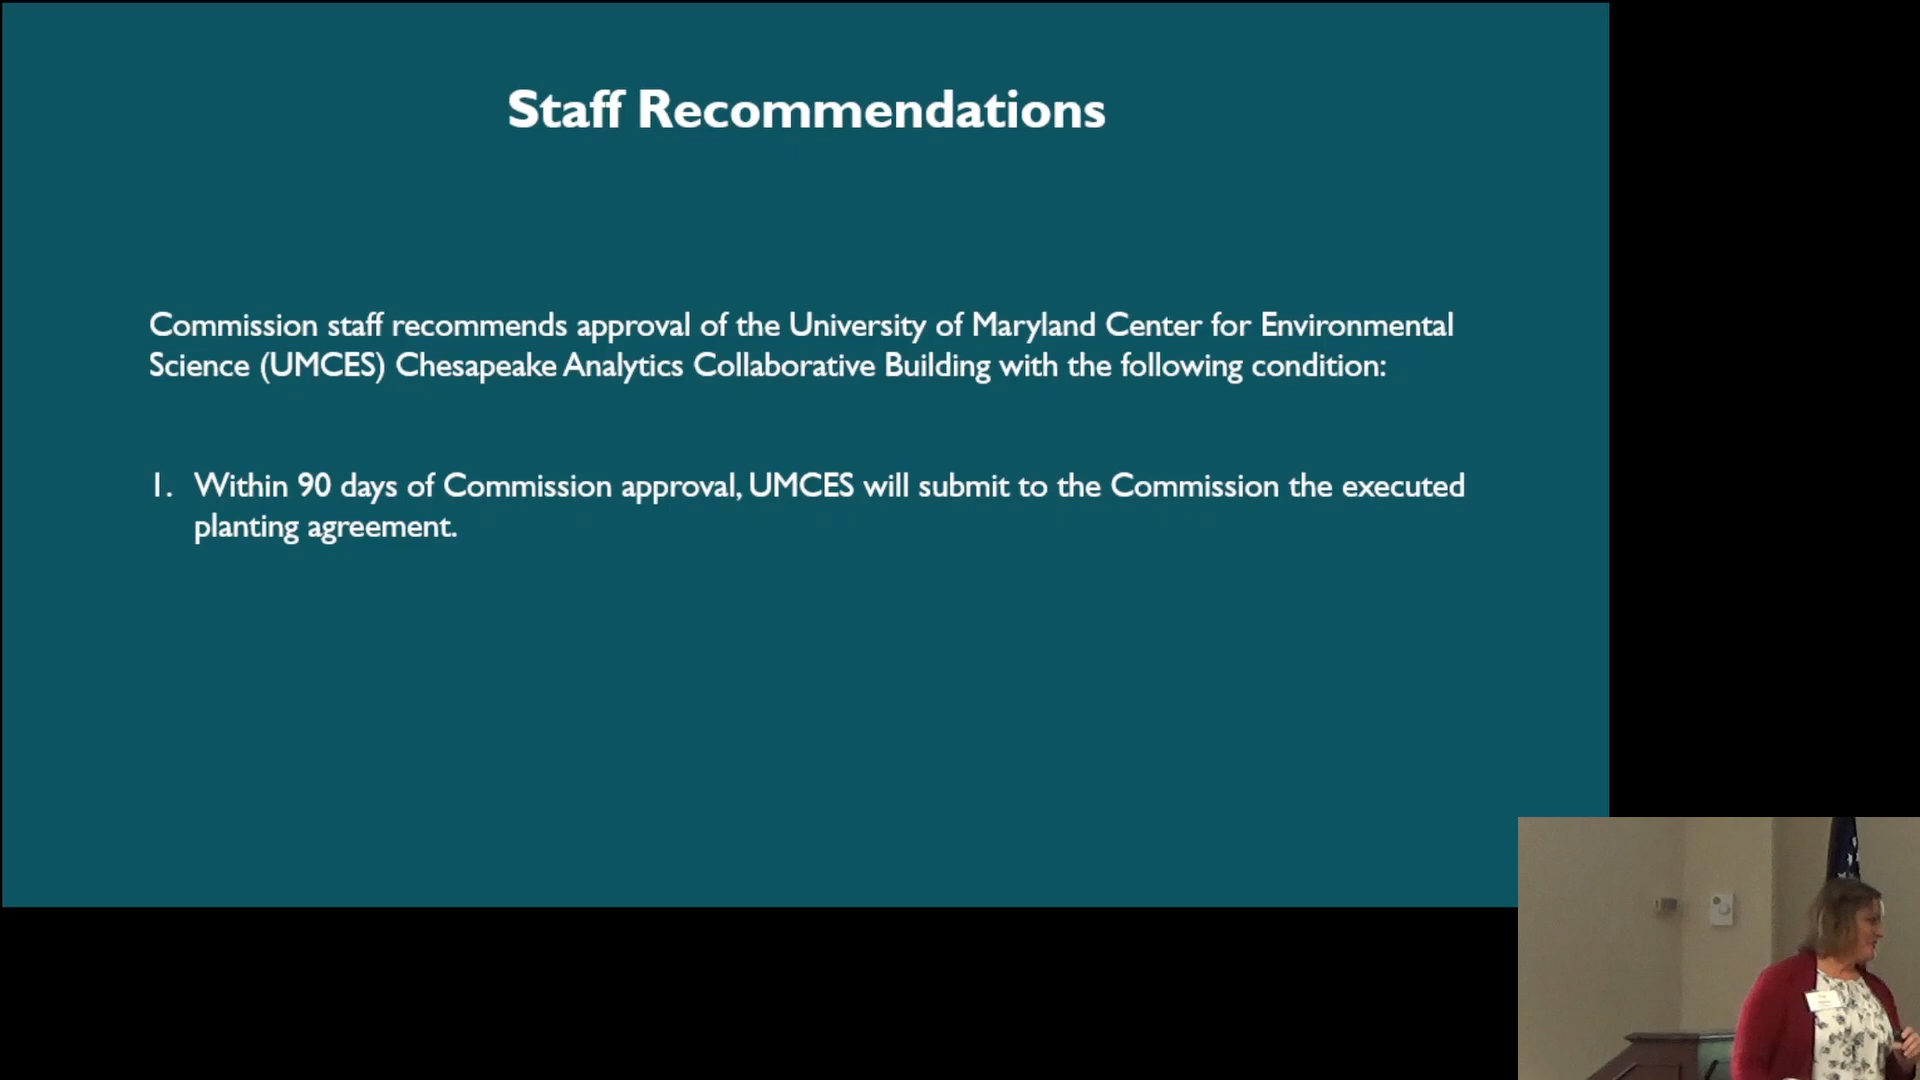 Staff Recommendations
Commission staff recommends approval of the University of Maryland Center for Environmental
Science (UMCES) Chesapeake Analytics Collaborative Building with the following condition:
1. Within 90 days of Commission approval, UMCES will submit to the Commission the executed
planting agreement.